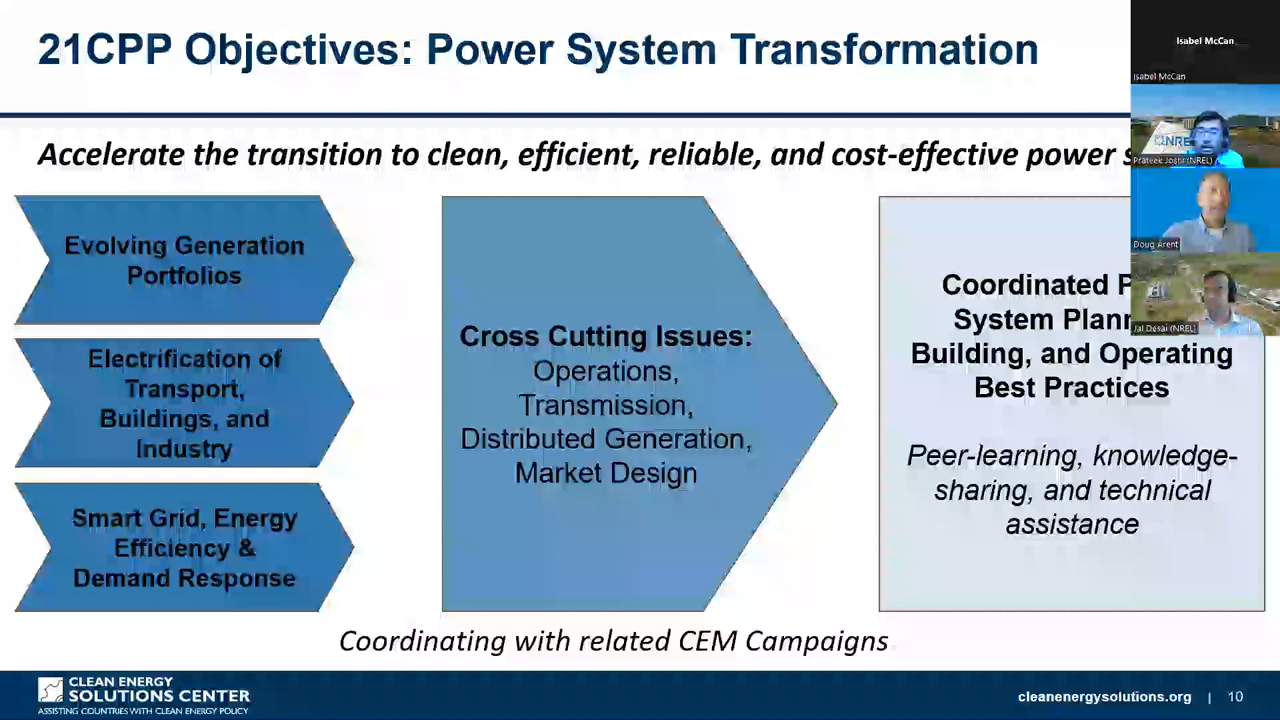 21CPP Objectives: Power System Transformation
Accelerate the transition to clean, efficient, reliable, and cost-effective power
Evolving Generation
Portfolios
Electrification of
Transport,
Buildings, and
Industry
Smart Grid, Energy
Efficiency &
Demand Response
Cross Cutting Issues:
Operations,
Transmission,
Distributed Generation,
Market Design
Coordinated
System
Building, and Operating
Best Practices
Peer-learning, knowledge-
sharing, and technical
assistance
Coordinating with related CEM Campaigns
CLEAN ENERGY
SOLUTIONS CENTER
ASSISTING COUNTRIES WITH CLEAN ENERGY POLICY
cleanenergysolutions.org | 10
Isabel McCan
Isabel McCan
Prateek Joshi (NREL)
Doug Arent
Jal Desai (NREL)